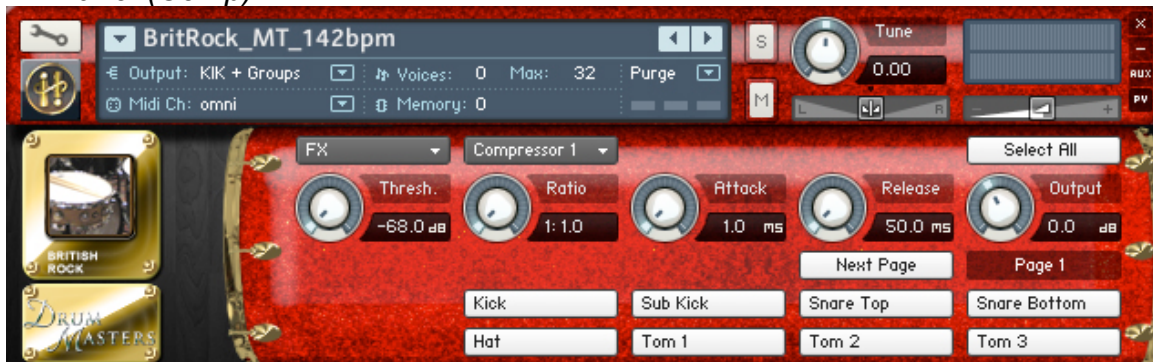 BritRock_MT_142bpm
S
Tune
0.00
Output: KIK + Groups
Voices: 0 Max: 32
Purge
Midi Ch: omni
Memory: 0
M
L
R
-
+
×
-
AUX
PV
FX
Compressor 1
Select All
Thresh.
-68.0 dB
Ratio
1: 1.0
Attack
1.0 ms
Release
50.0 ms
Output
0.0 dB
BRITISH
ROCK
DRUM
MASTERS
Next Page
Page 1
Kick
Sub Kick
Snare Top
Snare Bottom
Hat
Tom 1
Tom 2
Tom 3